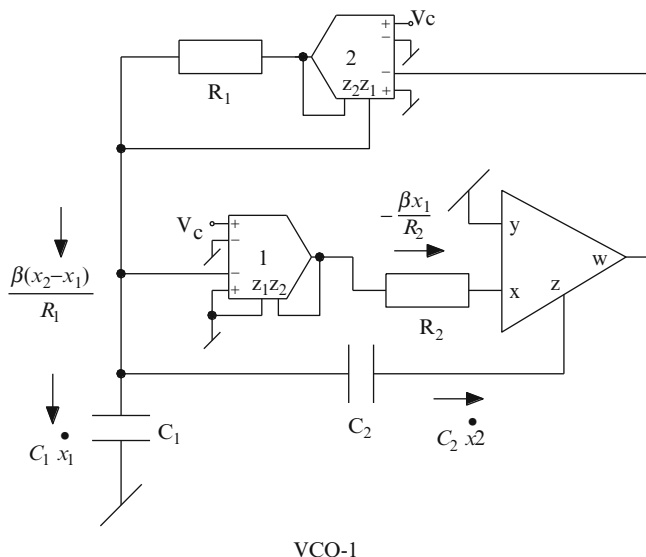 +
Vc
−
2
−
+
z₂z₁
R₁
V_C
+
−
1
−
+
z₁z₂
− βx₁
R₂
y
w
x
z
R₂
β(x₂−x₁)
R₁
C₂
C₁
C₁ ẋ₁
C₂ ẋ2
VCO-1